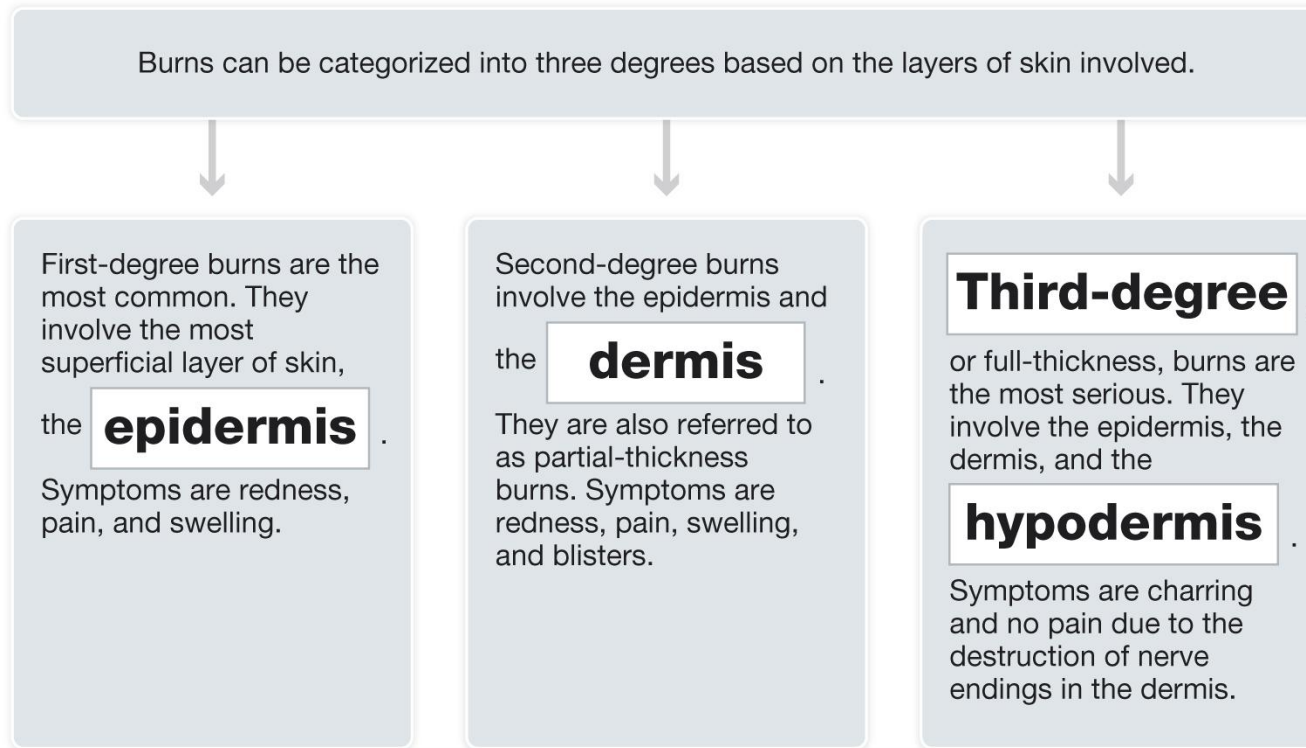 Burns can be categorized into three degrees based on the layers of skin involved.
First-degree burns are the
most common. They
involve the most
superficial layer of skin,
the epidermis .
Symptoms are redness,
pain, and swelling.
Second-degree burns
involve the epidermis and
the dermis .
They are also referred to
as partial-thickness
burns. Symptoms are
redness, pain, swelling,
and blisters.
Third-degree
or full-thickness, burns are
the most serious. They
involve the epidermis, the
dermis, and the
hypodermis .
Symptoms are charring
and no pain due to the
destruction of nerve
endings in the dermis.